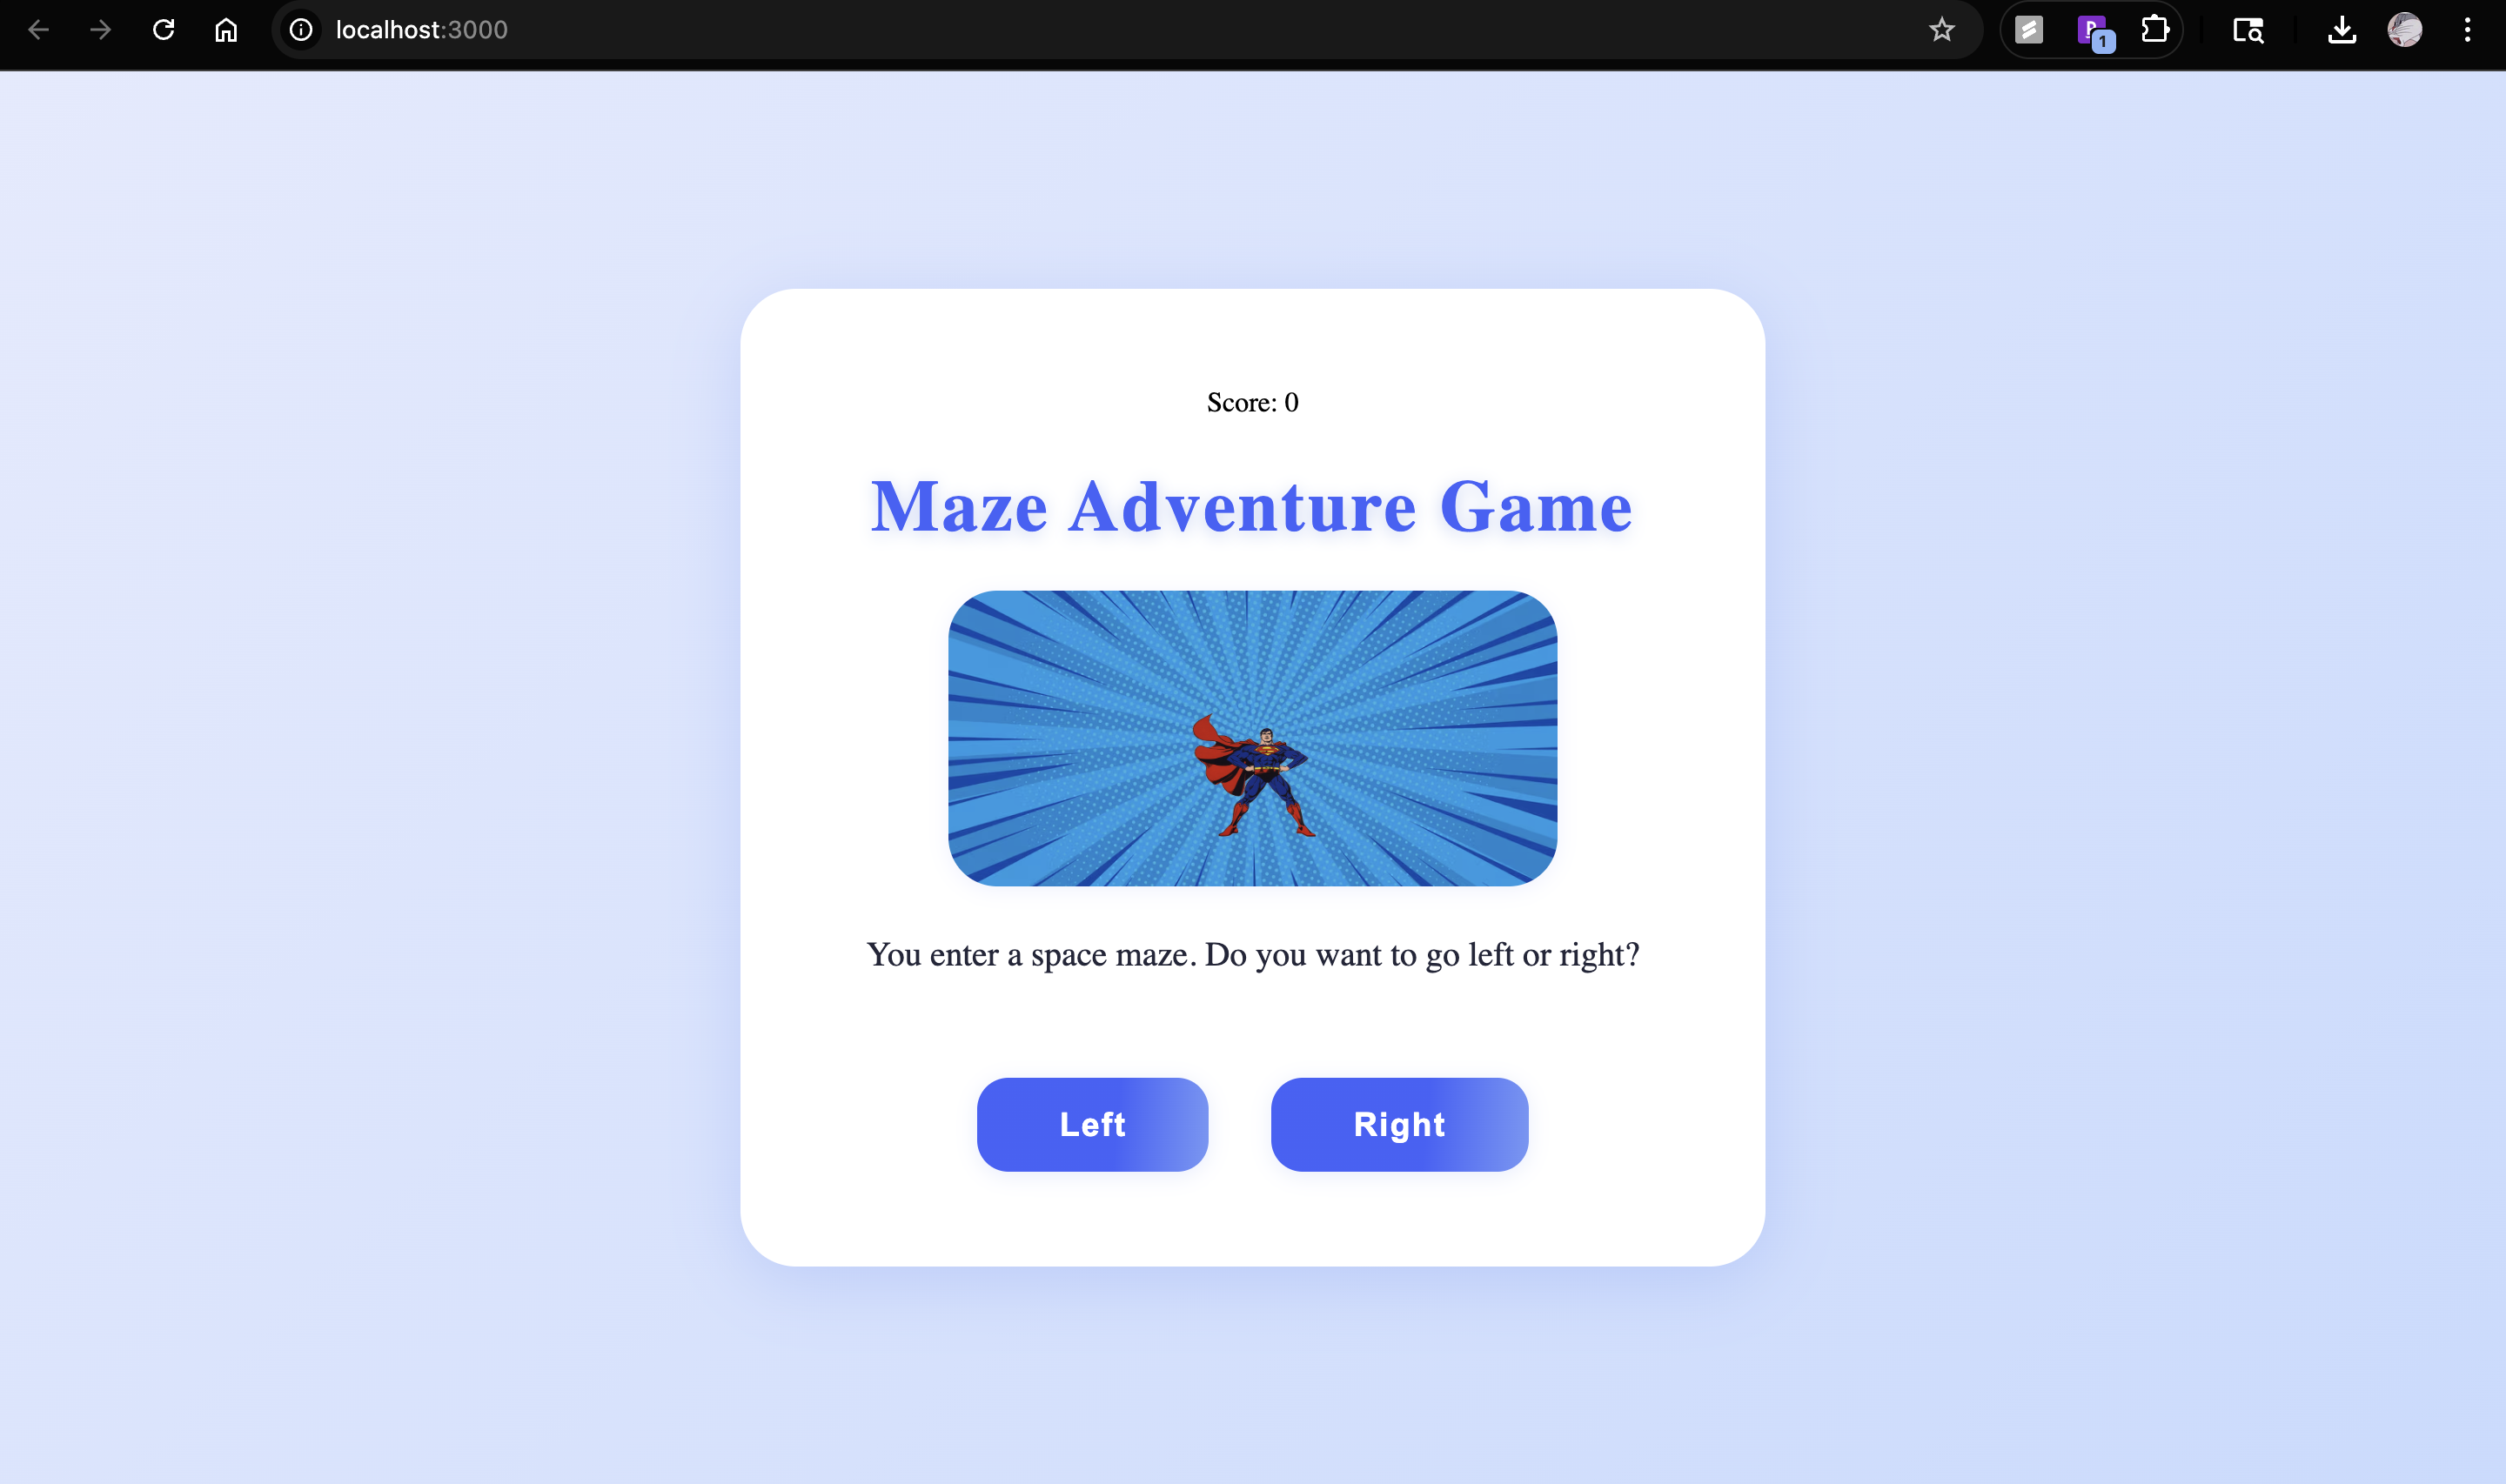 localhost:3000
1
Score: 0
Maze Adventure Game
You enter a space maze. Do you want to go left or right?
Left
Right